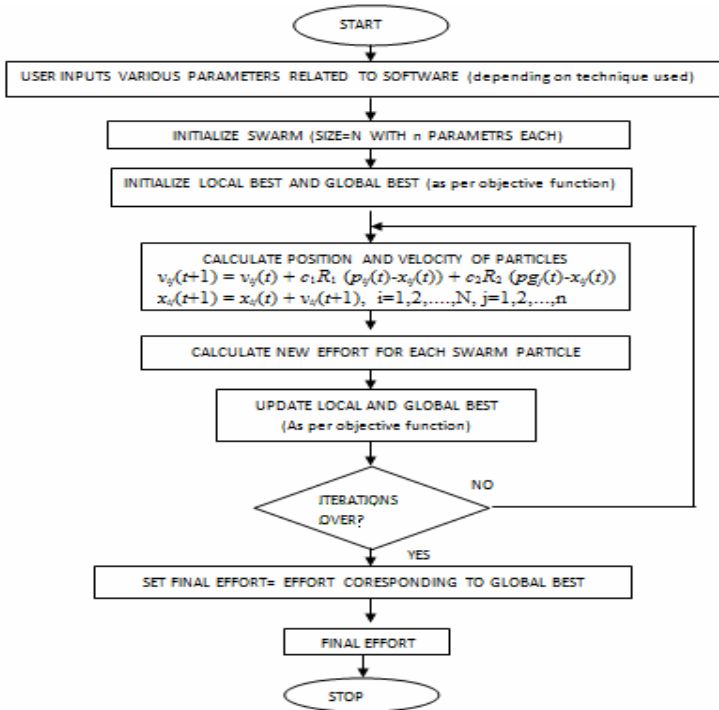 START
USER INPUTS VARIOUS PARAMETERS RELATED TO SOFTWARE (depending on technique used)
INITIALIZE SWARM (SIZE=N WITH n PARAMETRS EACH)
INITIALIZE LOCAL BEST AND GLOBAL BEST (as per objective function)
CALCULATE POSITION AND VELOCITY OF PARTICLES
vᵢⱼ(t+1) = vᵢⱼ(t) + c₁R₁ (pᵢⱼ(t)-xᵢⱼ(t)) + c₂R₂ (pgⱼ(t)-xᵢⱼ(t))
xᵢⱼ(t+1) = xᵢⱼ(t) + vᵢⱼ(t+1), i=1,2,....,N, j=1,2,...,n
CALCULATE NEW EFFORT FOR EACH SWARM PARTICLE
UPDATE LOCAL AND GLOBAL BEST
(As per objective function)
NO
ITERATIONS
OVER?
YES
SET FINAL EFFORT= EFFORT CORESPONDING TO GLOBAL BEST
FINAL EFFORT
STOP